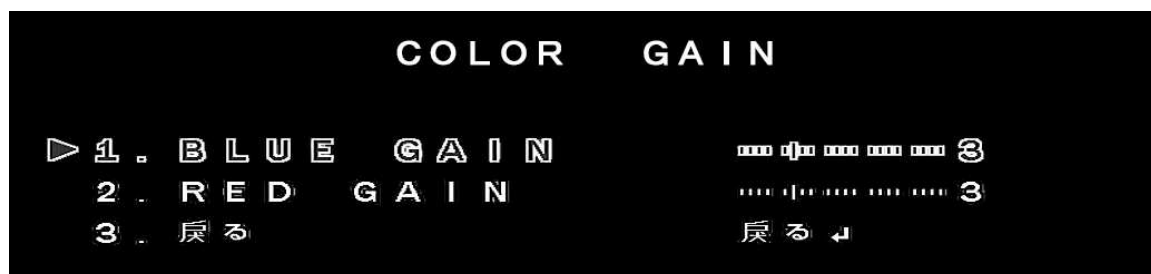 COLOR GAIN
1. BLUE GAIN 3
2. RED GAIN 3
3. 戻る 戻る↵